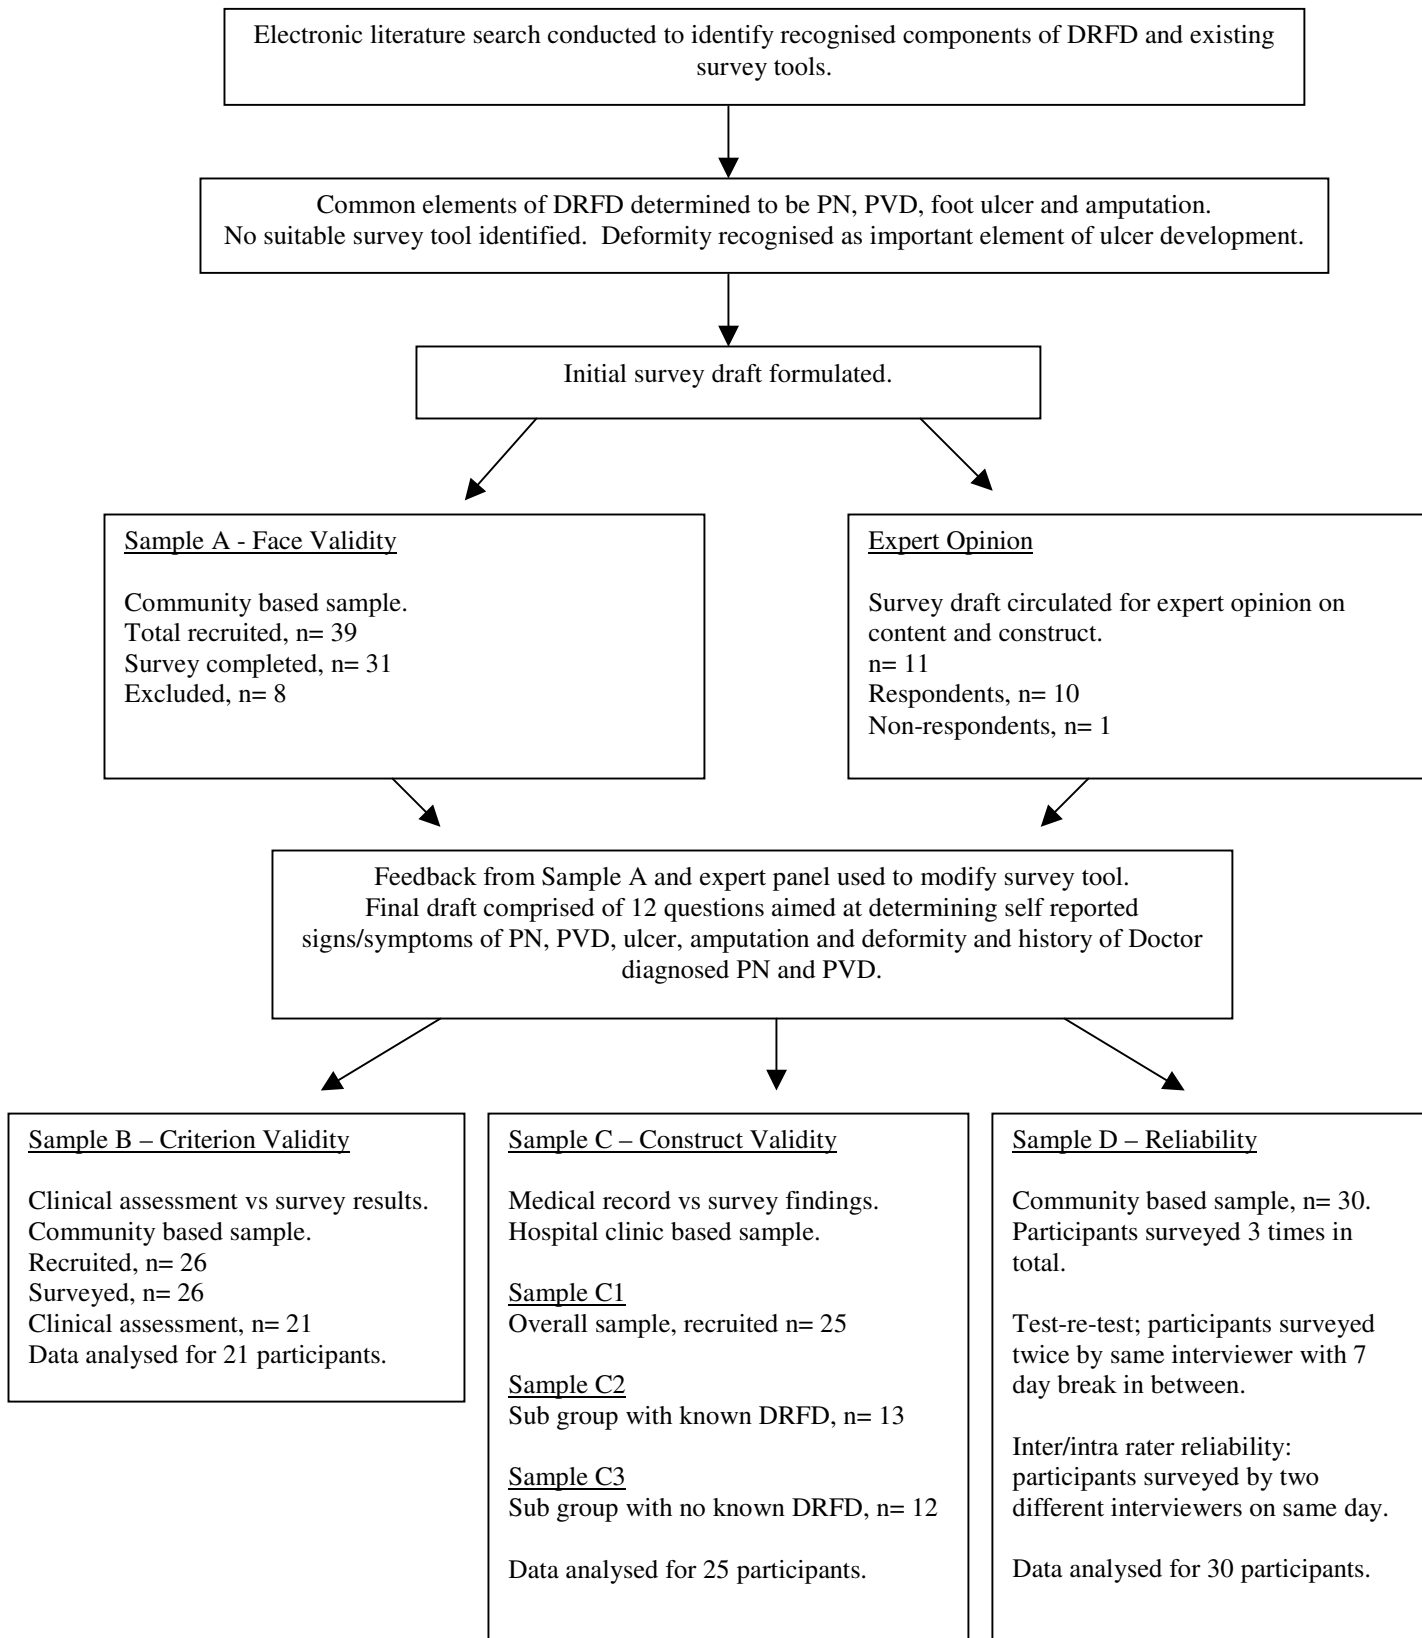 Electronic literature search conducted to identify recognised components of DRFD and existing
survey tools.
Common elements of DRFD determined to be PN, PVD, foot ulcer and amputation.
No suitable survey tool identified.  Deformity recognised as important element of ulcer development.
Initial survey draft formulated.
Sample A - Face Validity
Community based sample.
Total recruited, n= 39
Survey completed, n= 31
Excluded, n= 8
Expert Opinion
Survey draft circulated for expert opinion on
content and construct.
n= 11
Respondents, n= 10
Non-respondents, n= 1
Feedback from Sample A and expert panel used to modify survey tool.
Final draft comprised of 12 questions aimed at determining self reported
signs/symptoms of PN, PVD, ulcer, amputation and deformity and history of Doctor
diagnosed PN and PVD.
Sample B – Criterion Validity
Clinical assessment vs survey results.
Community based sample.
Recruited, n= 26
Surveyed, n= 26
Clinical assessment, n= 21
Data analysed for 21 participants.
Sample C – Construct Validity
Medical record vs survey findings.
Hospital clinic based sample.
Sample C1
Overall sample, recruited n= 25
Sample C2
Sub group with known DRFD, n= 13
Sample C3
Sub group with no known DRFD, n= 12
Data analysed for 25 participants.
Sample D – Reliability
Community based sample, n= 30.
Participants surveyed 3 times in
total.
Test-re-test; participants surveyed
twice by same interviewer with 7
day break in between.
Inter/intra rater reliability:
participants surveyed by two
different interviewers on same day.
Data analysed for 30 participants.